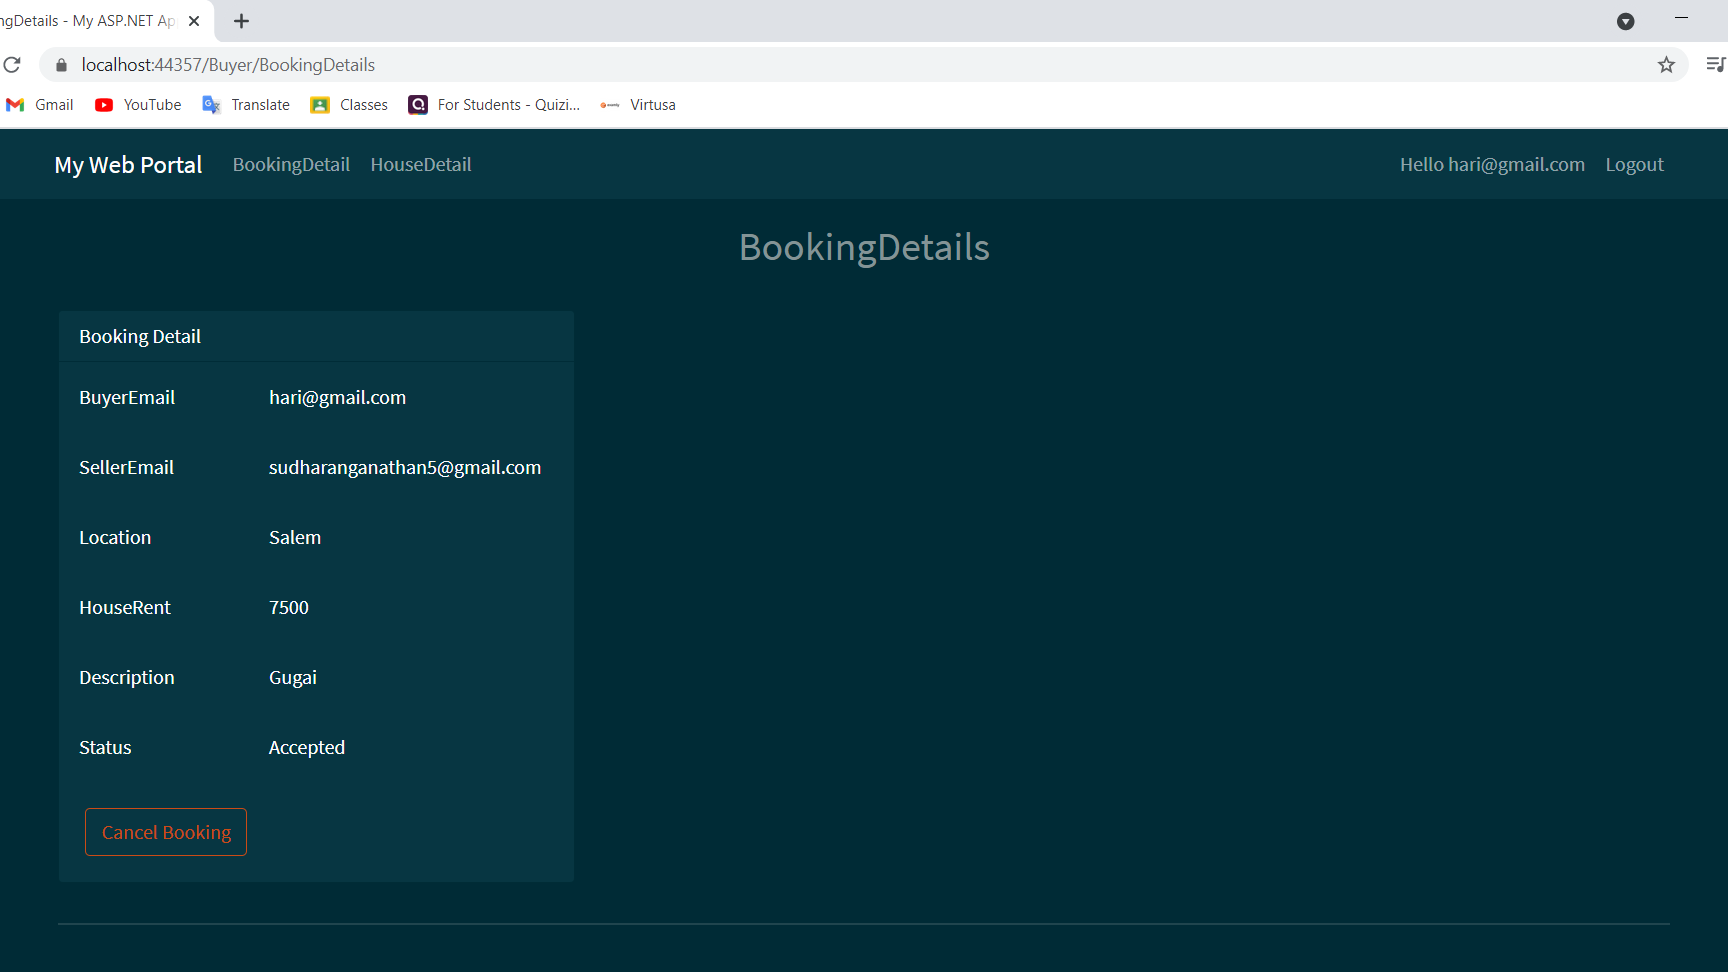 ngDetails - My ASP.NET Ap
localhost:44357/Buyer/BookingDetails
Gmail YouTube Translate Classes For Students - Quizi... Virtusa
My Web Portal BookingDetail HouseDetail Hello hari@gmail.com Logout
BookingDetails
Booking Detail
BuyerEmail hari@gmail.com
SellerEmail sudharanganathan5@gmail.com
Location Salem
HouseRent 7500
Description Gugai
Status Accepted
Cancel Booking